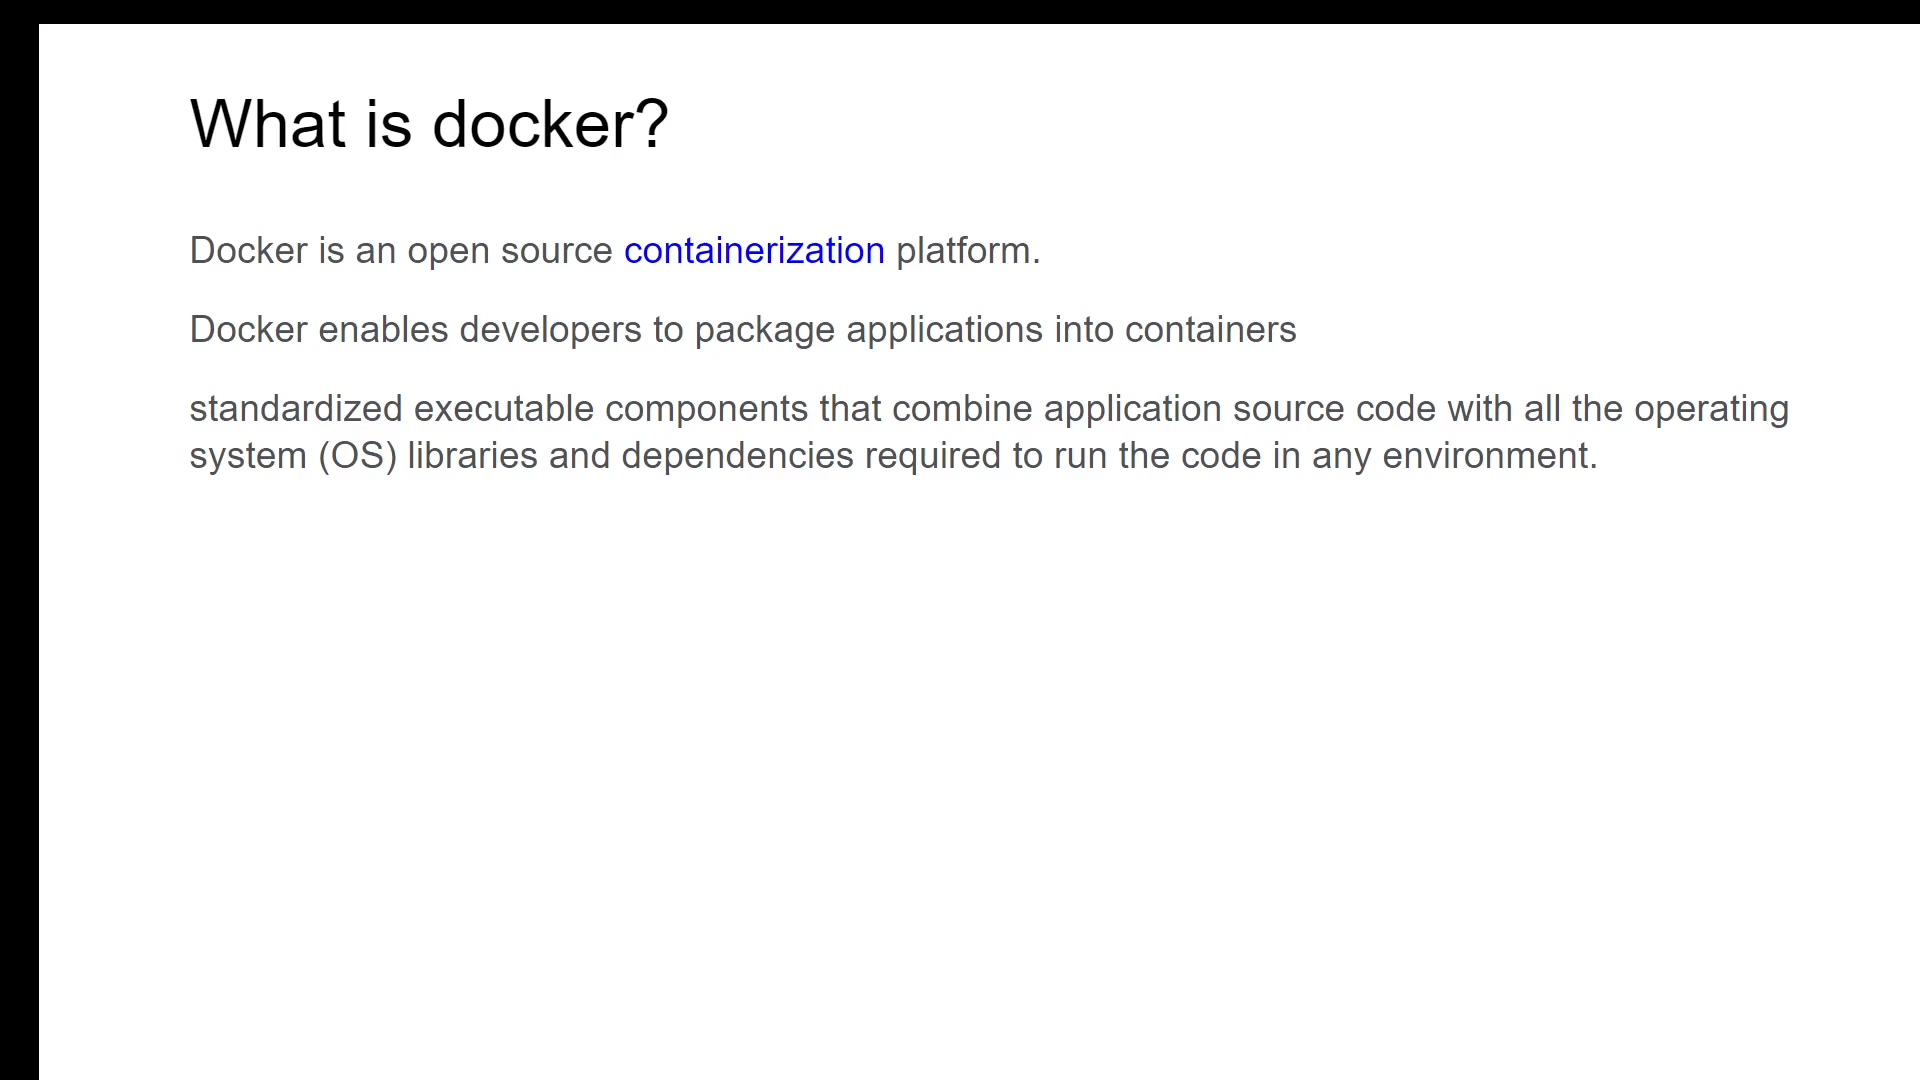 What is docker?
Docker is an open source containerization platform.
Docker enables developers to package applications into containers
standardized executable components that combine application source code with all the operating
system (OS) libraries and dependencies required to run the code in any environment.